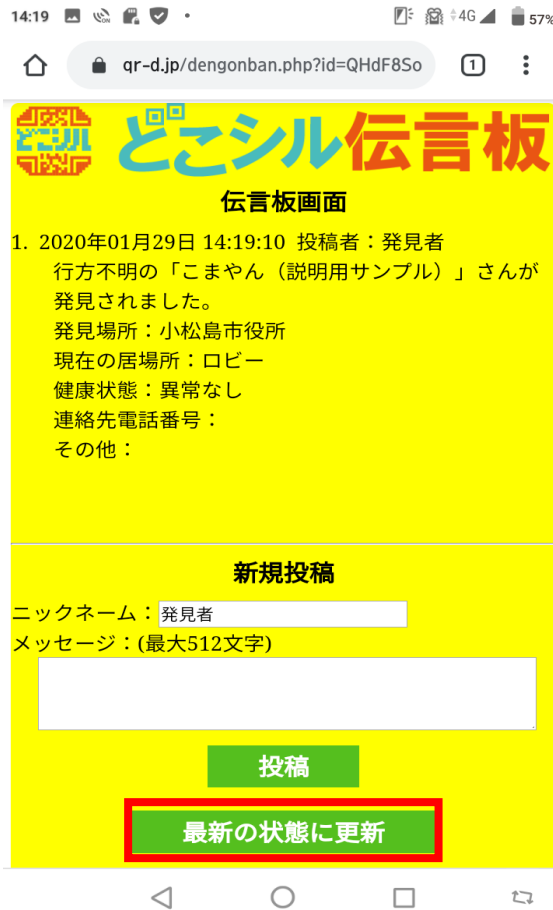 14:19
4G
57%
qr-d.jp/dengonban.php?id=QHdF8So
1
どこシル
どこシル伝言板
伝言板画面
1. 2020年01月29日 14:19:10 投稿者：発見者
行方不明の「こまやん（説明用サンプル）」さんが
発見されました。
発見場所：小松島市役所
現在の居場所：ロビー
健康状態：異常なし
連絡先電話番号：
その他：
新規投稿
ニックネーム：発見者
メッセージ：(最大512文字)
投稿
最新の状態に更新